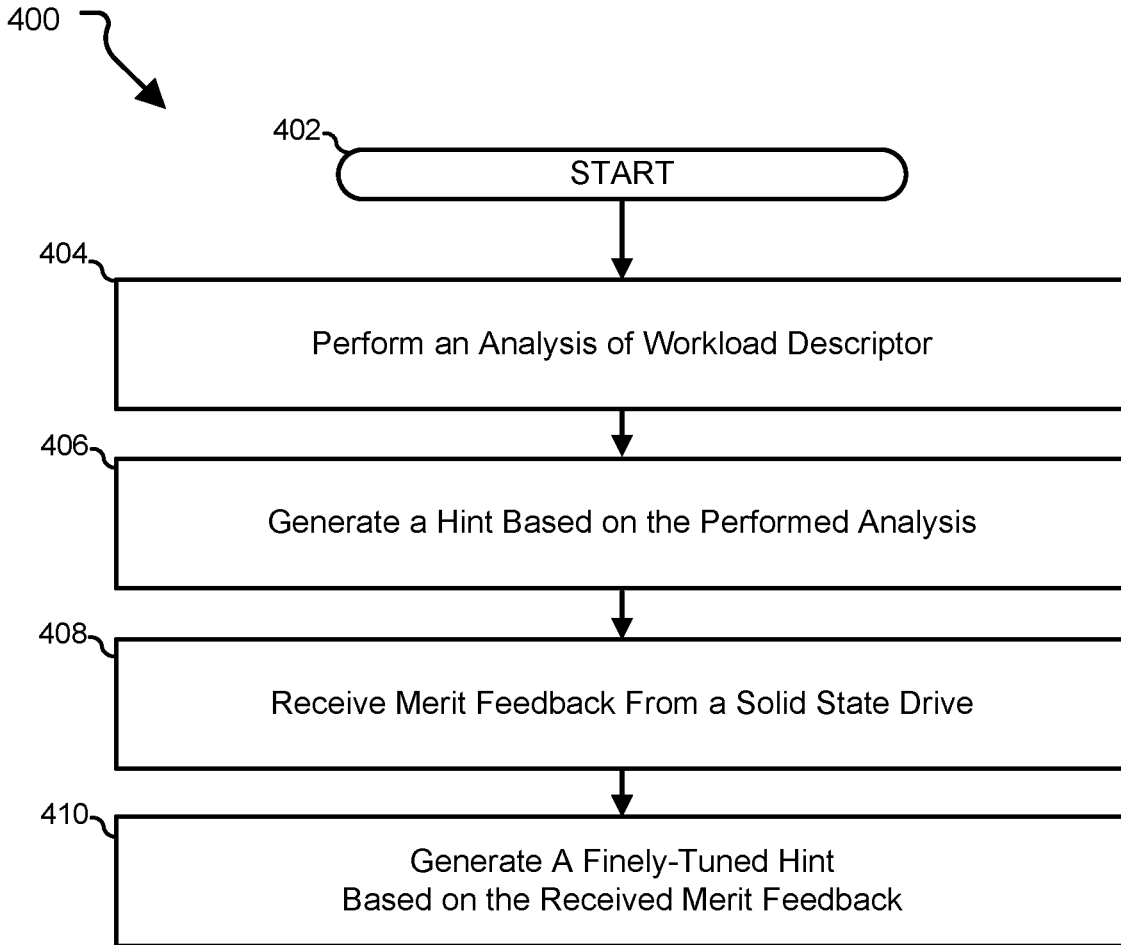 400
402
START
404
Perform an Analysis of Workload Descriptor
406
Generate a Hint Based on the Performed Analysis
408
Receive Merit Feedback From a Solid State Drive
410
Generate A Finely-Tuned Hint
Based on the Received Merit Feedback